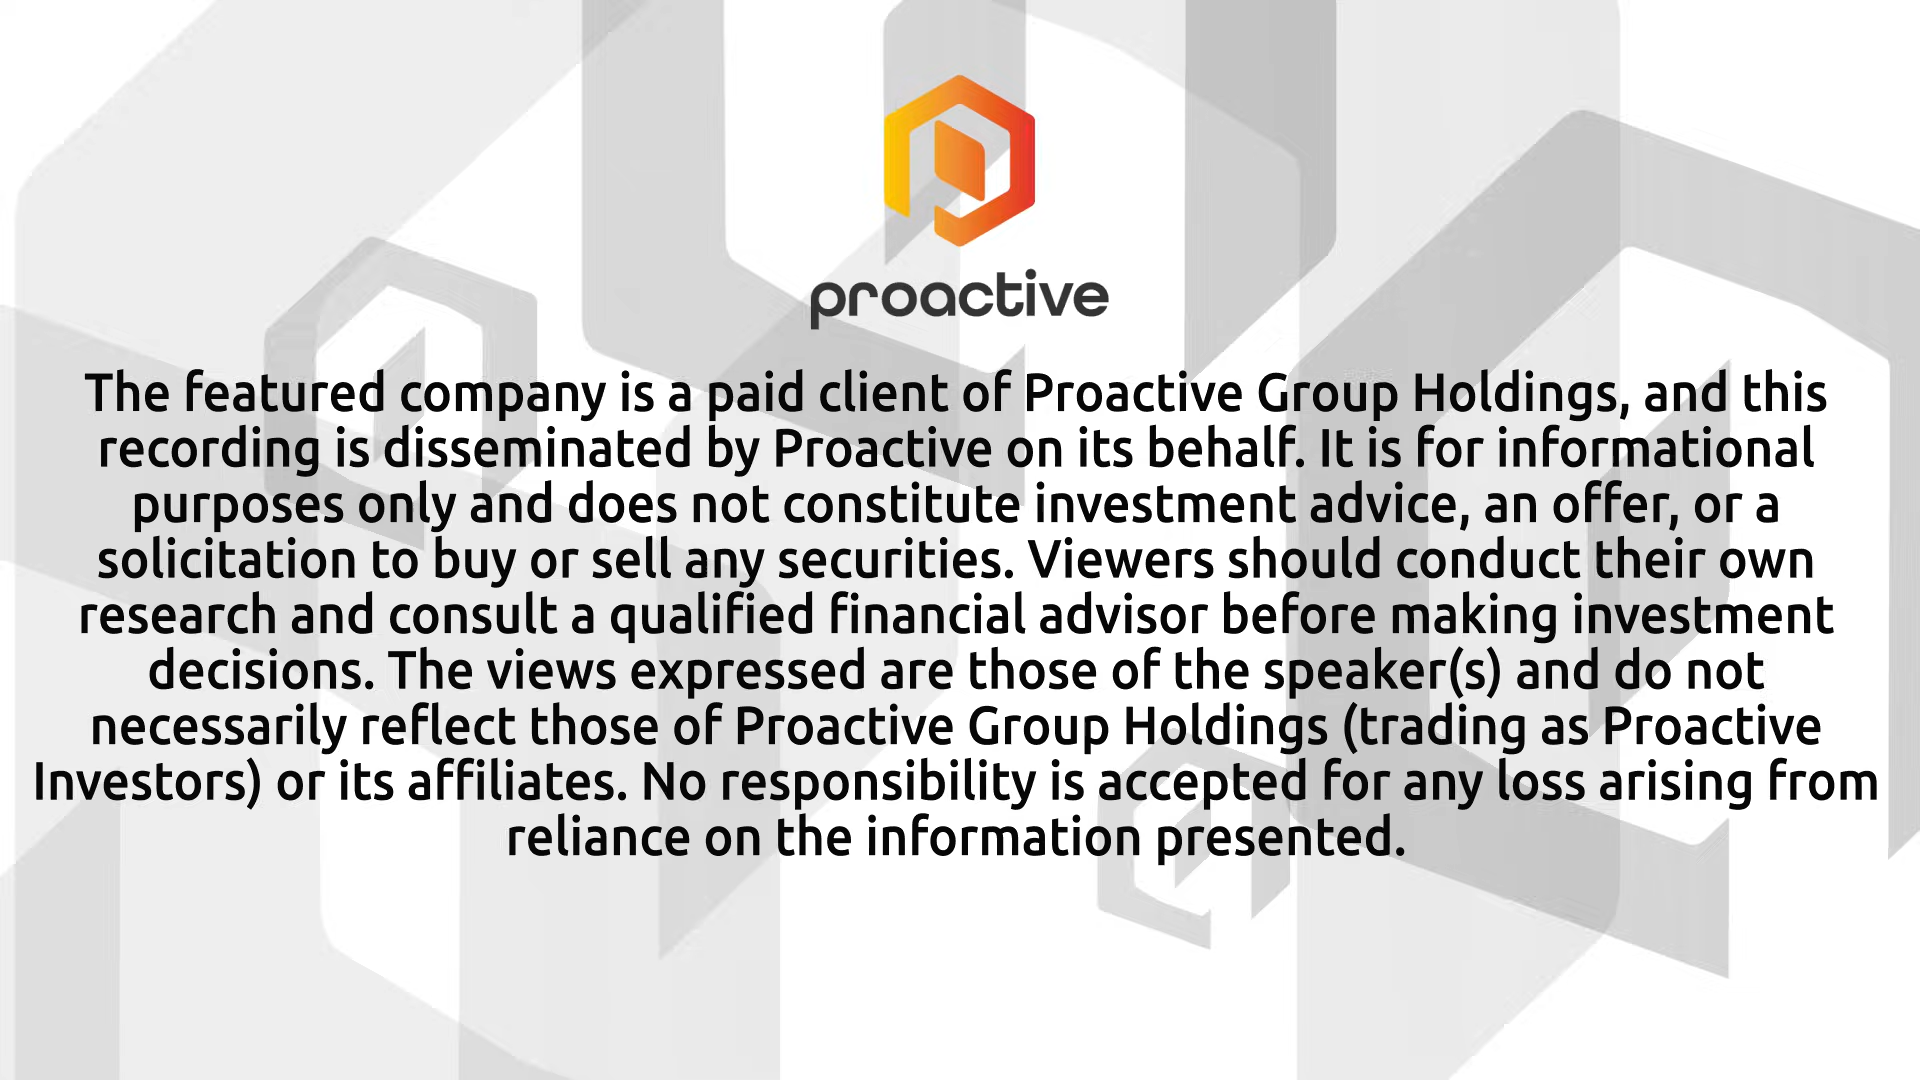 proactive
The featured company is a paid client of Proactive Group Holdings, and this
recording is disseminated by Proactive on its behalf. It is for informational
purposes only and does not constitute investment advice, an offer, or a
solicitation to buy or sell any securities. Viewers should conduct their own
research and consult a qualified financial advisor before making investment
decisions. The views expressed are those of the speaker(s) and do not
necessarily reflect those of Proactive Group Holdings (trading as Proactive
Investors) or its affiliates. No responsibility is accepted for any loss arising from
reliance on the information presented.